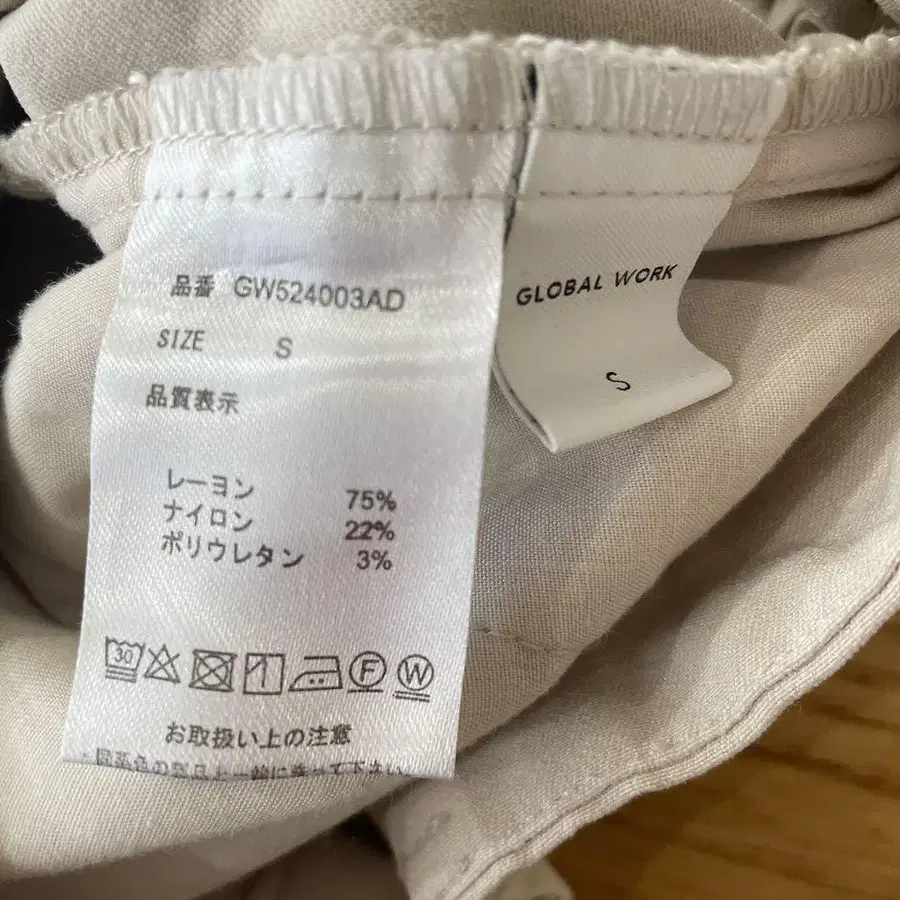 品番 GW524003AD
SIZE S
品質表示
レーヨン 75%
ナイロン 22%
ポリウレタン 3%
30
F
W
お取扱い上の注意
GLOBAL WORK
S